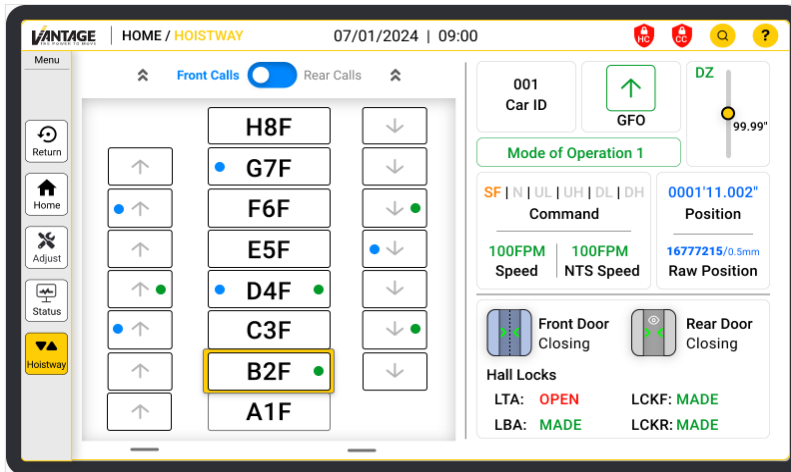 VANTAGE
THE POWER TO MOVE
HOME / HOISTWAY
07/01/2024 | 09:00
HC
CC
?
Menu
Return
Home
Adjust
Status
Hoistway
Front Calls
Rear Calls
H8F
G7F
F6F
E5F
D4F
C3F
B2F
A1F
001
Car ID
GFO
DZ
99.99"
Mode of Operation 1
SF | N | UL | UH | DL | DH
Command
0001'11.002"
Position
100FPM
Speed
100FPM
NTS Speed
16777215/0.5mm
Raw Position
Front Door
Closing
Rear Door
Closing
Hall Locks
LTA: OPEN
LCKF: MADE
LBA: MADE
LCKR: MADE